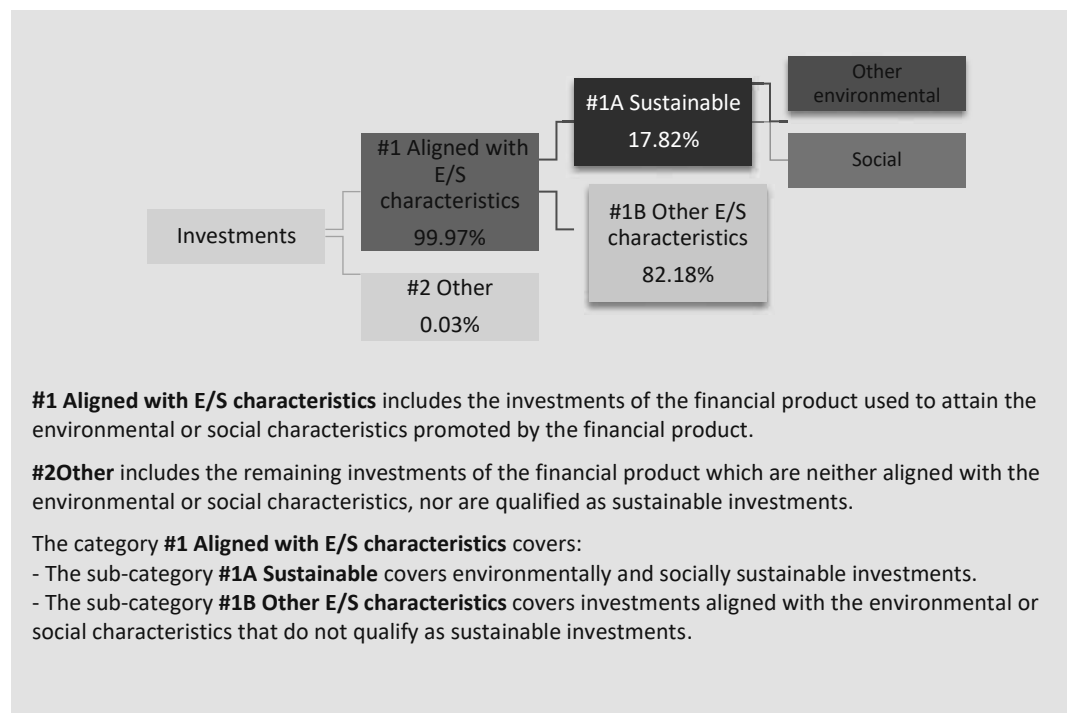 Investments
#1 Aligned with
E/S
characteristics
99.97%
#2 Other
0.03%
#1A Sustainable
17.82%
#1B Other E/S
characteristics
82.18%
Other
environmental
Social
#1 Aligned with E/S characteristics includes the investments of the financial product used to attain the
environmental or social characteristics promoted by the financial product.
#2Other includes the remaining investments of the financial product which are neither aligned with the
environmental or social characteristics, nor are qualified as sustainable investments.
The category #1 Aligned with E/S characteristics covers:
- The sub-category #1A Sustainable covers environmentally and socially sustainable investments.
- The sub-category #1B Other E/S characteristics covers investments aligned with the environmental or
social characteristics that do not qualify as sustainable investments.